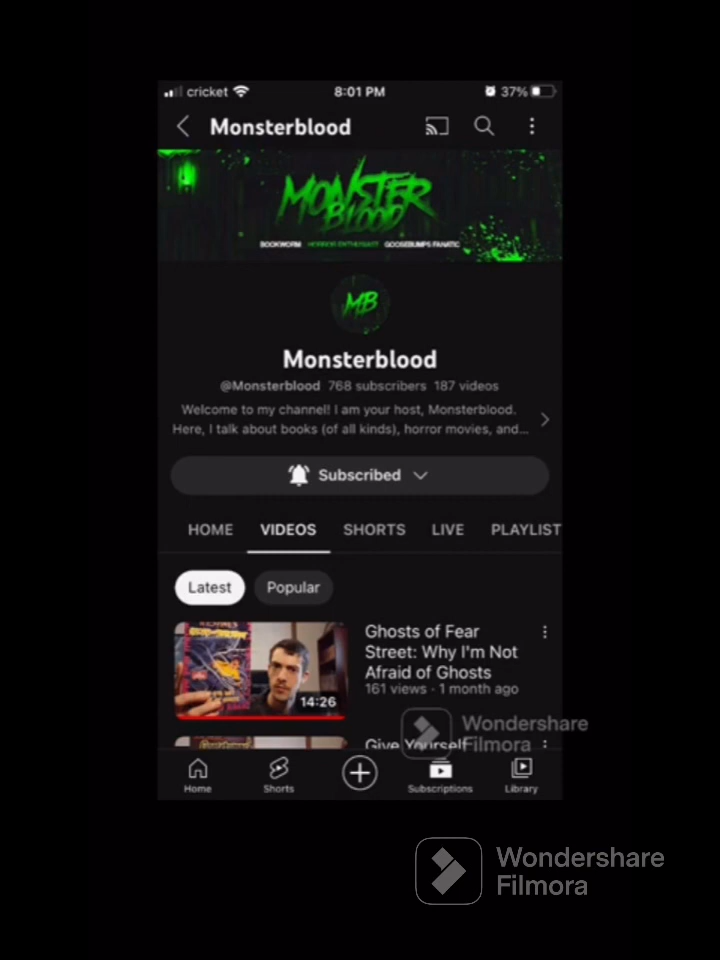 cricket 8:01 PM 37%
Monsterblood
MONSTER
BLOOD
BOOKWORM HORROR ENTHUSIAST GOOSEBUMPS FANATIC
MB
Monsterblood
@Monsterblood 768 subscribers 187 videos
Welcome to my channel! I am your host, Monsterblood.
Here, I talk about books (of all kinds), horror movies, and...
Subscribed
HOME VIDEOS SHORTS LIVE PLAYLIST
Latest Popular
Ghosts of Fear
Street: Why I'm Not
Afraid of Ghosts
161 views · 1 month ago
14:26
Give Yourself
Wondershare
Filmora
Home Shorts Subscriptions Library
Wondershare
Filmora